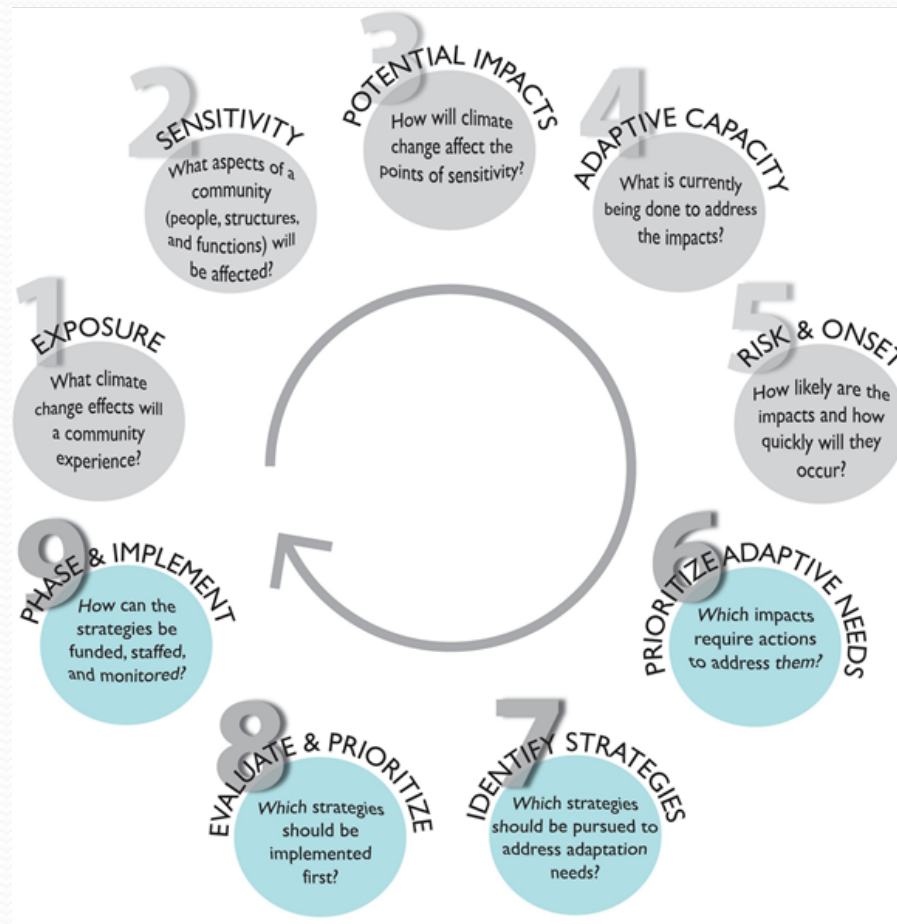 1
EXPOSURE
What climate
change effects will
a community
experience?
2
SENSITIVITY
What aspects of a
community
(people, structures,
and functions) will
be affected?
3
POTENTIAL IMPACTS
How will climate
change affect the
points of sensitivity?
4
ADAPTIVE CAPACITY
What is currently
being done to address
the impacts?
5
RISK & ONSET
How likely are the
impacts and how
quickly will they
occur?
6
PRIORITIZE ADAPTIVE NEEDS
Which impacts
require actions
to address them?
7
IDENTIFY STRATEGIES
Which strategies
should be pursued to
address adaptation
needs?
8
EVALUATE & PRIORITIZE
Which strategies
should be
implemented
first?
9
PHASE & IMPLEMENT
How can the
strategies be
funded, staffed,
and monitored?